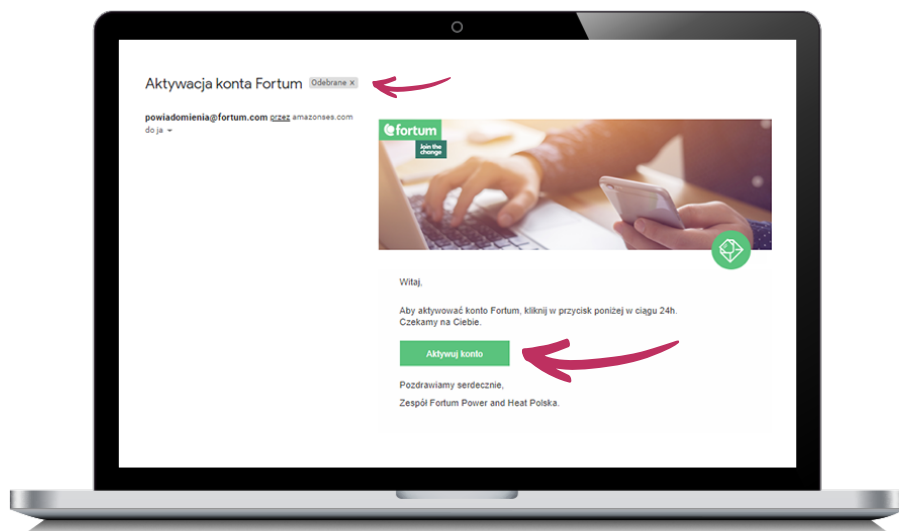 Aktywacja konta Fortum Odebrane x
powiadomienia@fortum.com przez amazonses.com
do ja
fortum
Join the
change
Witaj,
Aby aktywować konto Fortum, kliknij w przycisk poniżej w ciągu 24h.
Czekamy na Ciebie.
Aktywuj konto
Pozdrawiamy serdecznie,
Zespół Fortum Power and Heat Polska.